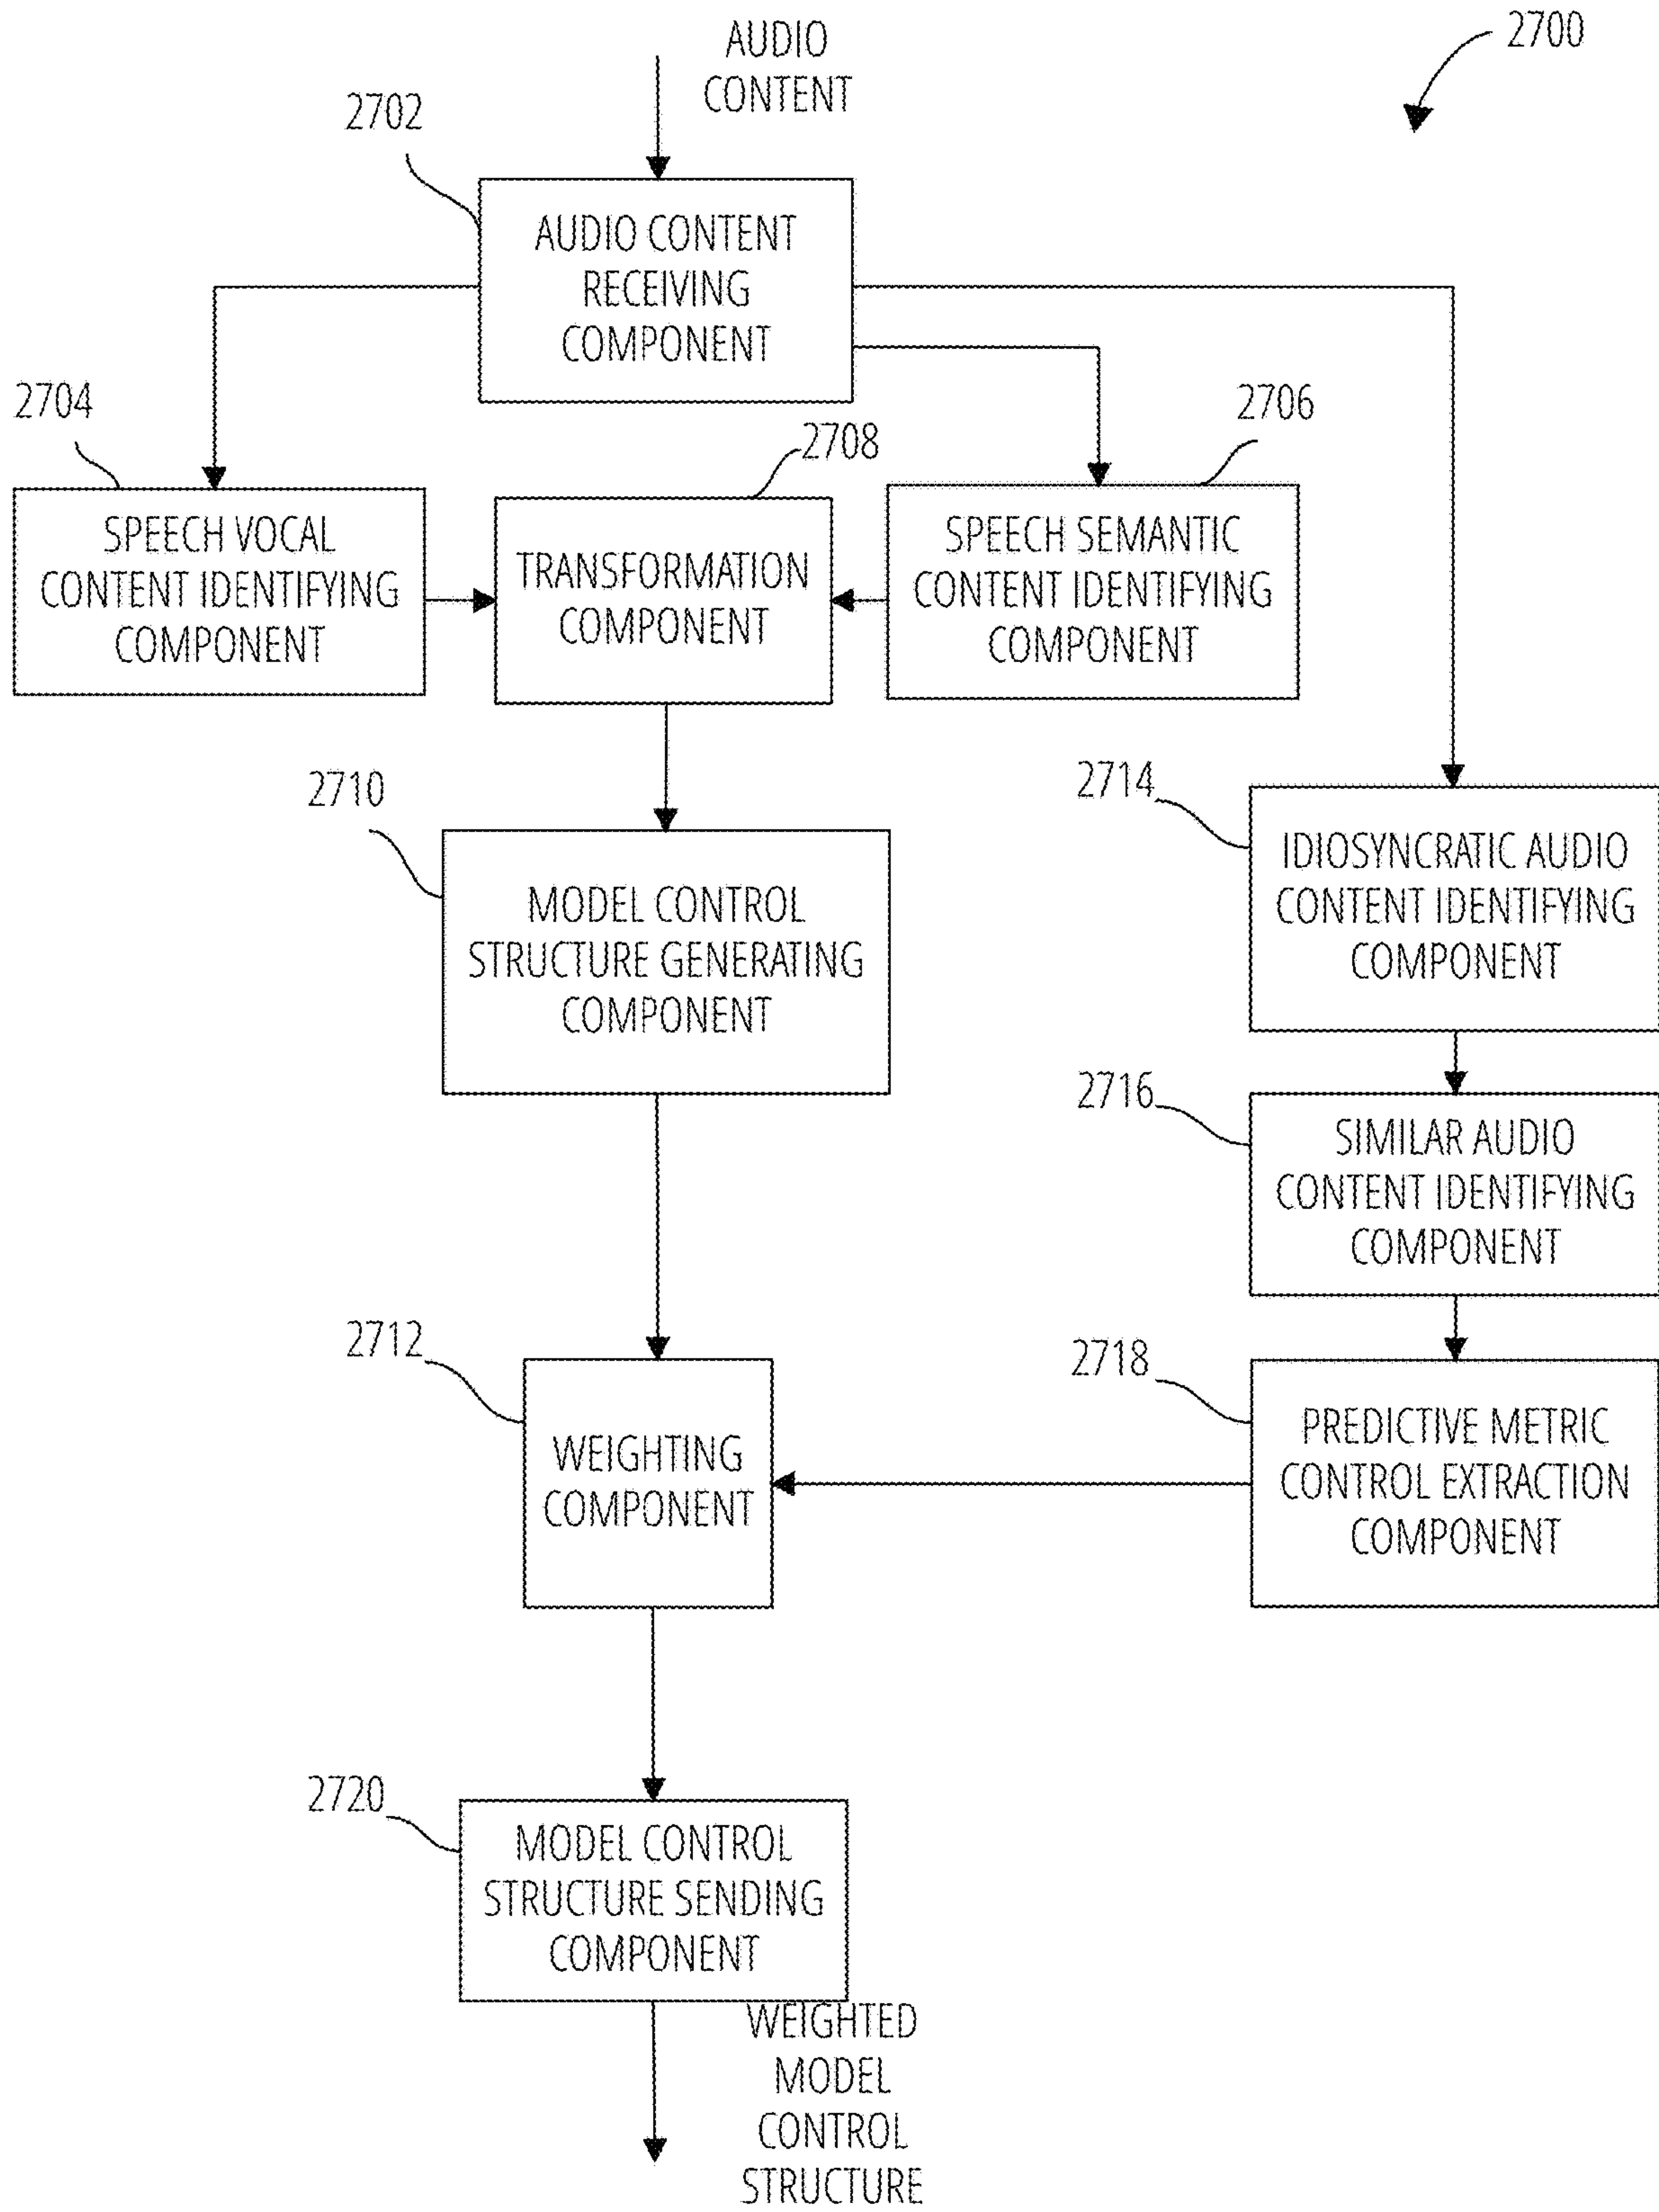 2700
AUDIO
CONTENT
2702
AUDIO CONTENT
RECEIVING
COMPONENT
2704
SPEECH VOCAL
CONTENT IDENTIFYING
COMPONENT
2708
TRANSFORMATION
COMPONENT
2706
SPEECH SEMANTIC
CONTENT IDENTIFYING
COMPONENT
2710
MODEL CONTROL
STRUCTURE GENERATING
COMPONENT
2714
IDIOSYNCRATIC AUDIO
CONTENT IDENTIFYING
COMPONENT
2716
SIMILAR AUDIO
CONTENT IDENTIFYING
COMPONENT
2712
WEIGHTING
COMPONENT
2718
PREDICTIVE METRIC
CONTROL EXTRACTION
COMPONENT
2720
MODEL CONTROL
STRUCTURE SENDING
COMPONENT
WEIGHTED
MODEL
CONTROL
STRUCTURE